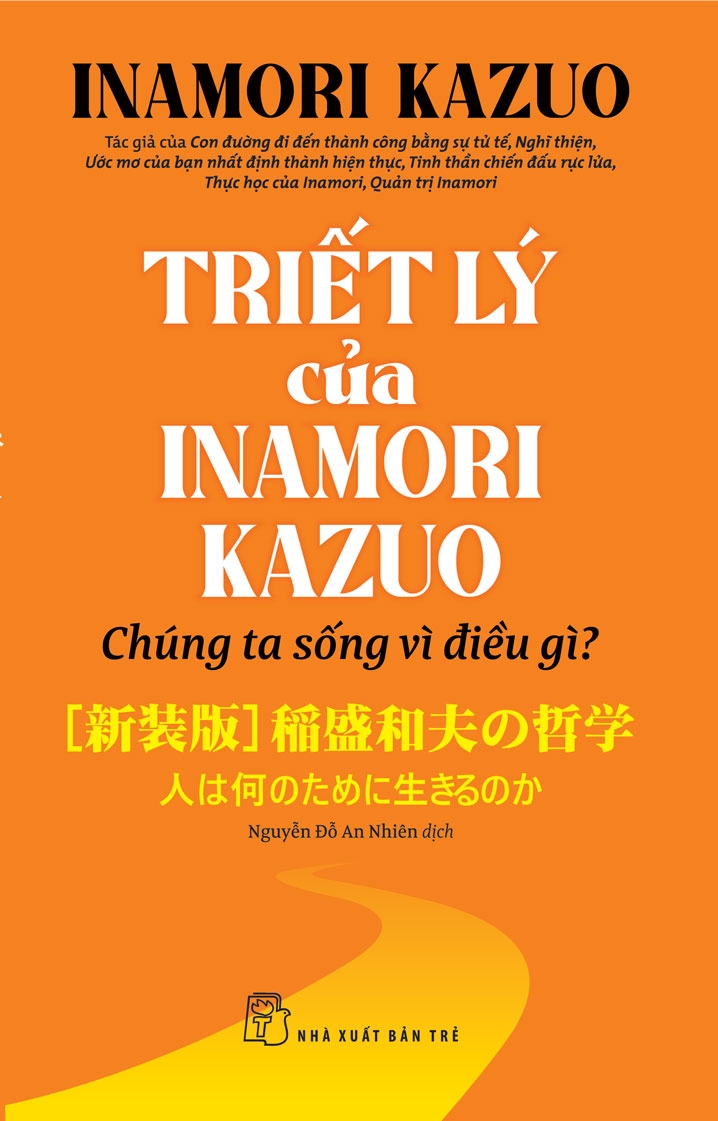 INAMORI KAZUO
Tác giả của Con đường đi đến thành công bằng sự tử tế, Nghĩ thiện,
Ước mơ của bạn nhất định thành hiện thực, Tinh thần chiến đấu rực lửa,
Thực học của Inamori, Quản trị Inamori
TRIẾT LÝ
của
INAMORI
KAZUO
Chúng ta sống vì điều gì?
［新装版］稲盛和夫の哲学
人は何のために生きるのか
Nguyễn Đỗ An Nhiên dịch
T
NHÀ XUẤT BẢN TRẺ